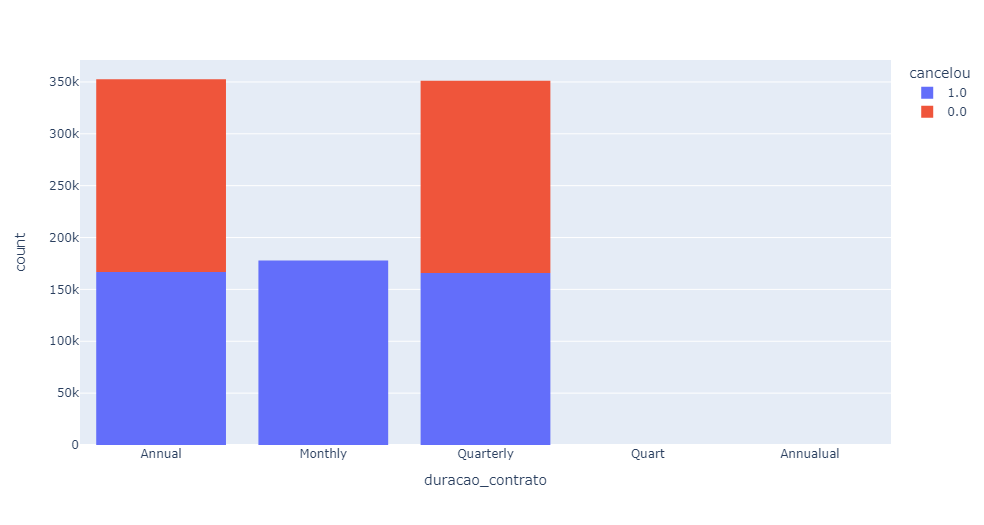 cancelou
1.0
0.0
350k
300k
250k
200k
150k
100k
50k
0
count
Annual Monthly Quarterly Quart Annualual
duracao_contrato